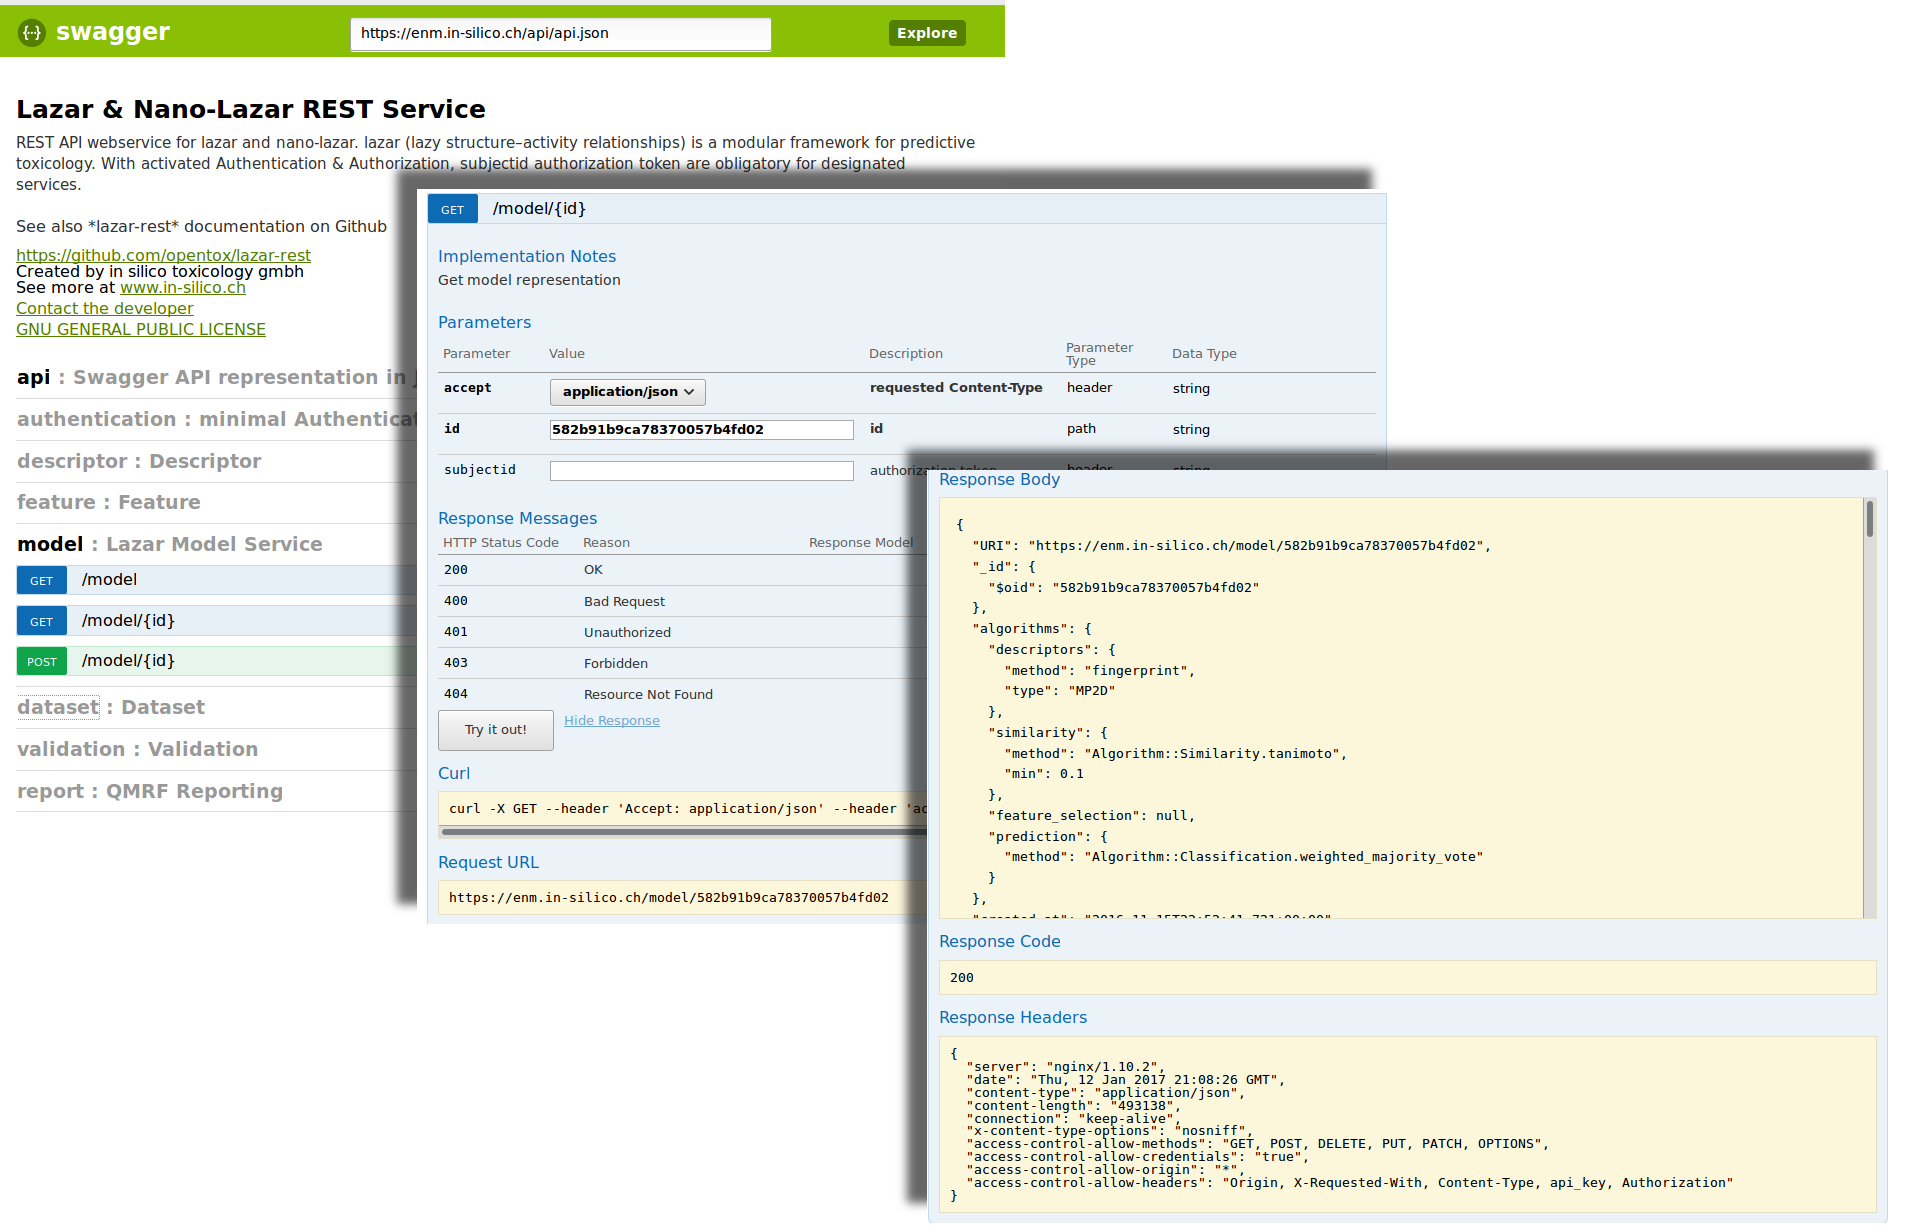 swagger
https://enm.in-silico.ch/api/api.json
Explore
Lazar & Nano-Lazar REST Service
REST API webservice for lazar and nano-lazar. lazar (lazy structure–activity relationships) is a modular framework for predictive
toxicology. With activated Authentication & Authorization, subjectid authorization token are obligatory for designated
services.
See also *lazar-rest* documentation on Github
https://github.com/opentox/lazar-rest
Created by in silico toxicology gmbh
See more at www.in-silico.ch
Contact the developer
GNU GENERAL PUBLIC LICENSE
api : Swagger API representation in
authentication : minimal Authenticat
descriptor : Descriptor
feature : Feature
model : Lazar Model Service
GET /model
GET /model/{id}
POST /model/{id}
dataset : Dataset
validation : Validation
report : QMRF Reporting
GET /model/{id}
Implementation Notes
Get model representation
Parameters
Parameter Value Description Parameter Type Data Type
accept application/json requested Content-Type header string
id 582b91b9ca78370057b4fd02 id path string
subjectid authorization token header string
Response Messages
HTTP Status Code Reason Response Model
200 OK
400 Bad Request
401 Unauthorized
403 Forbidden
404 Resource Not Found
Try it out! Hide Response
Curl
curl -X GET --header 'Accept: application/json' --header 'ac
Request URL
https://enm.in-silico.ch/model/582b91b9ca78370057b4fd02
Response Body
{
"URI": "https://enm.in-silico.ch/model/582b91b9ca78370057b4fd02",
"_id": {
"$oid": "582b91b9ca78370057b4fd02"
},
"algorithms": {
"descriptors": {
"method": "fingerprint",
"type": "MP2D"
},
"similarity": {
"method": "Algorithm::Similarity.tanimoto",
"min": 0.1
},
"feature_selection": null,
"prediction": {
"method": "Algorithm::Classification.weighted_majority_vote"
}
},
Response Code
200
Response Headers
{
"server": "nginx/1.10.2",
"date": "Thu, 12 Jan 2017 21:08:26 GMT",
"content-type": "application/json",
"content-length": "493138",
"connection": "keep-alive",
"x-content-type-options": "nosniff",
"access-control-allow-methods": "GET, POST, DELETE, PUT, PATCH, OPTIONS",
"access-control-allow-credentials": "true",
"access-control-allow-origin": "*",
"access-control-allow-headers": "Origin, X-Requested-With, Content-Type, api_key, Authorization"
}